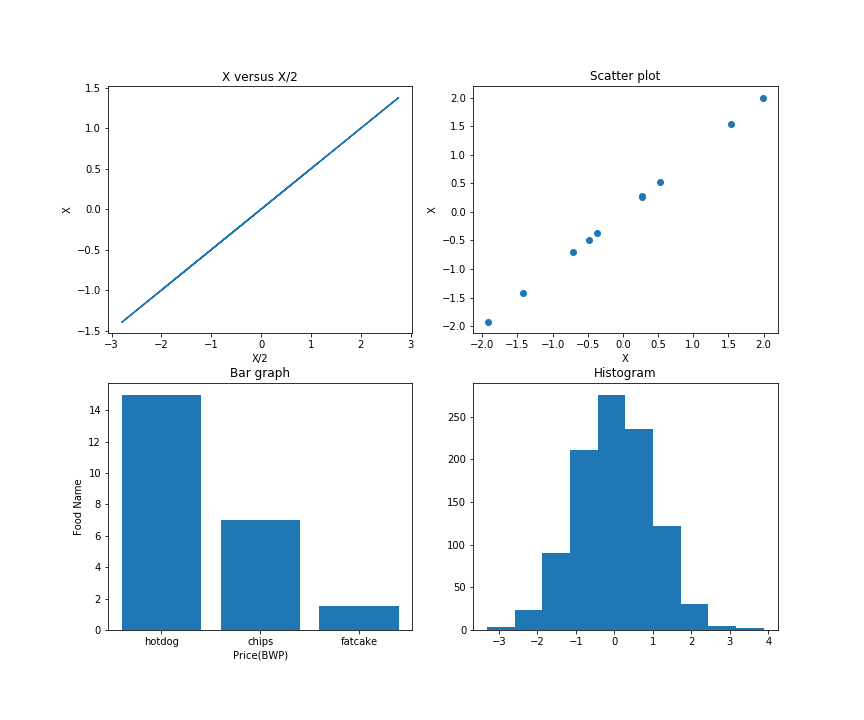 X versus X/2
1.5
1.0
0.5
0.0
−0.5
−1.0
−1.5
X
−3 −2 −1 0 1 2 3
X/2
Scatter plot
2.0
1.5
1.0
0.5
0.0
−0.5
−1.0
−1.5
−2.0
X
−2.0 −1.5 −1.0 −0.5 0.0 0.5 1.0 1.5 2.0
X
Bar graph
14
12
10
8
6
4
2
0
Food Name
hotdog chips fatcake
Price(BWP)
Histogram
250
200
150
100
50
0
−3 −2 −1 0 1 2 3 4